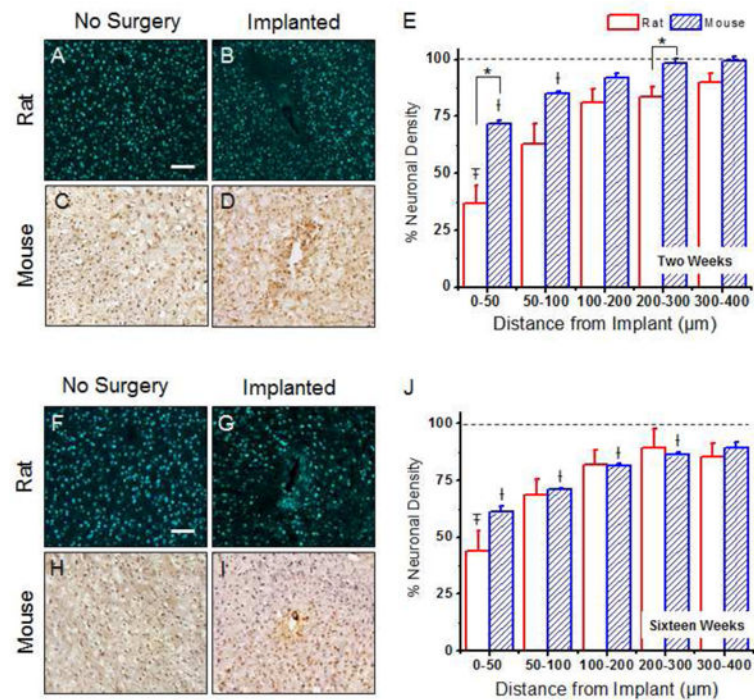 No Surgery Implanted
Rat
A
B
Mouse
C
D
E
Rat Mouse
% Neuronal Density
100
75
50
25
0
*
*
ƚ
ƚ
Ŧ
Two Weeks
0-50 50-100 100-200 200-300 300-400
Distance from Implant (µm)
No Surgery Implanted
Rat
F
G
Mouse
H
I
J
% Neuronal Density
100
75
50
25
0
Ŧ
ƚ
ƚ
ƚ
ƚ
Sixteen Weeks
0-50 50-100 100-200 200-300 300-400
Distance from Implant (µm)